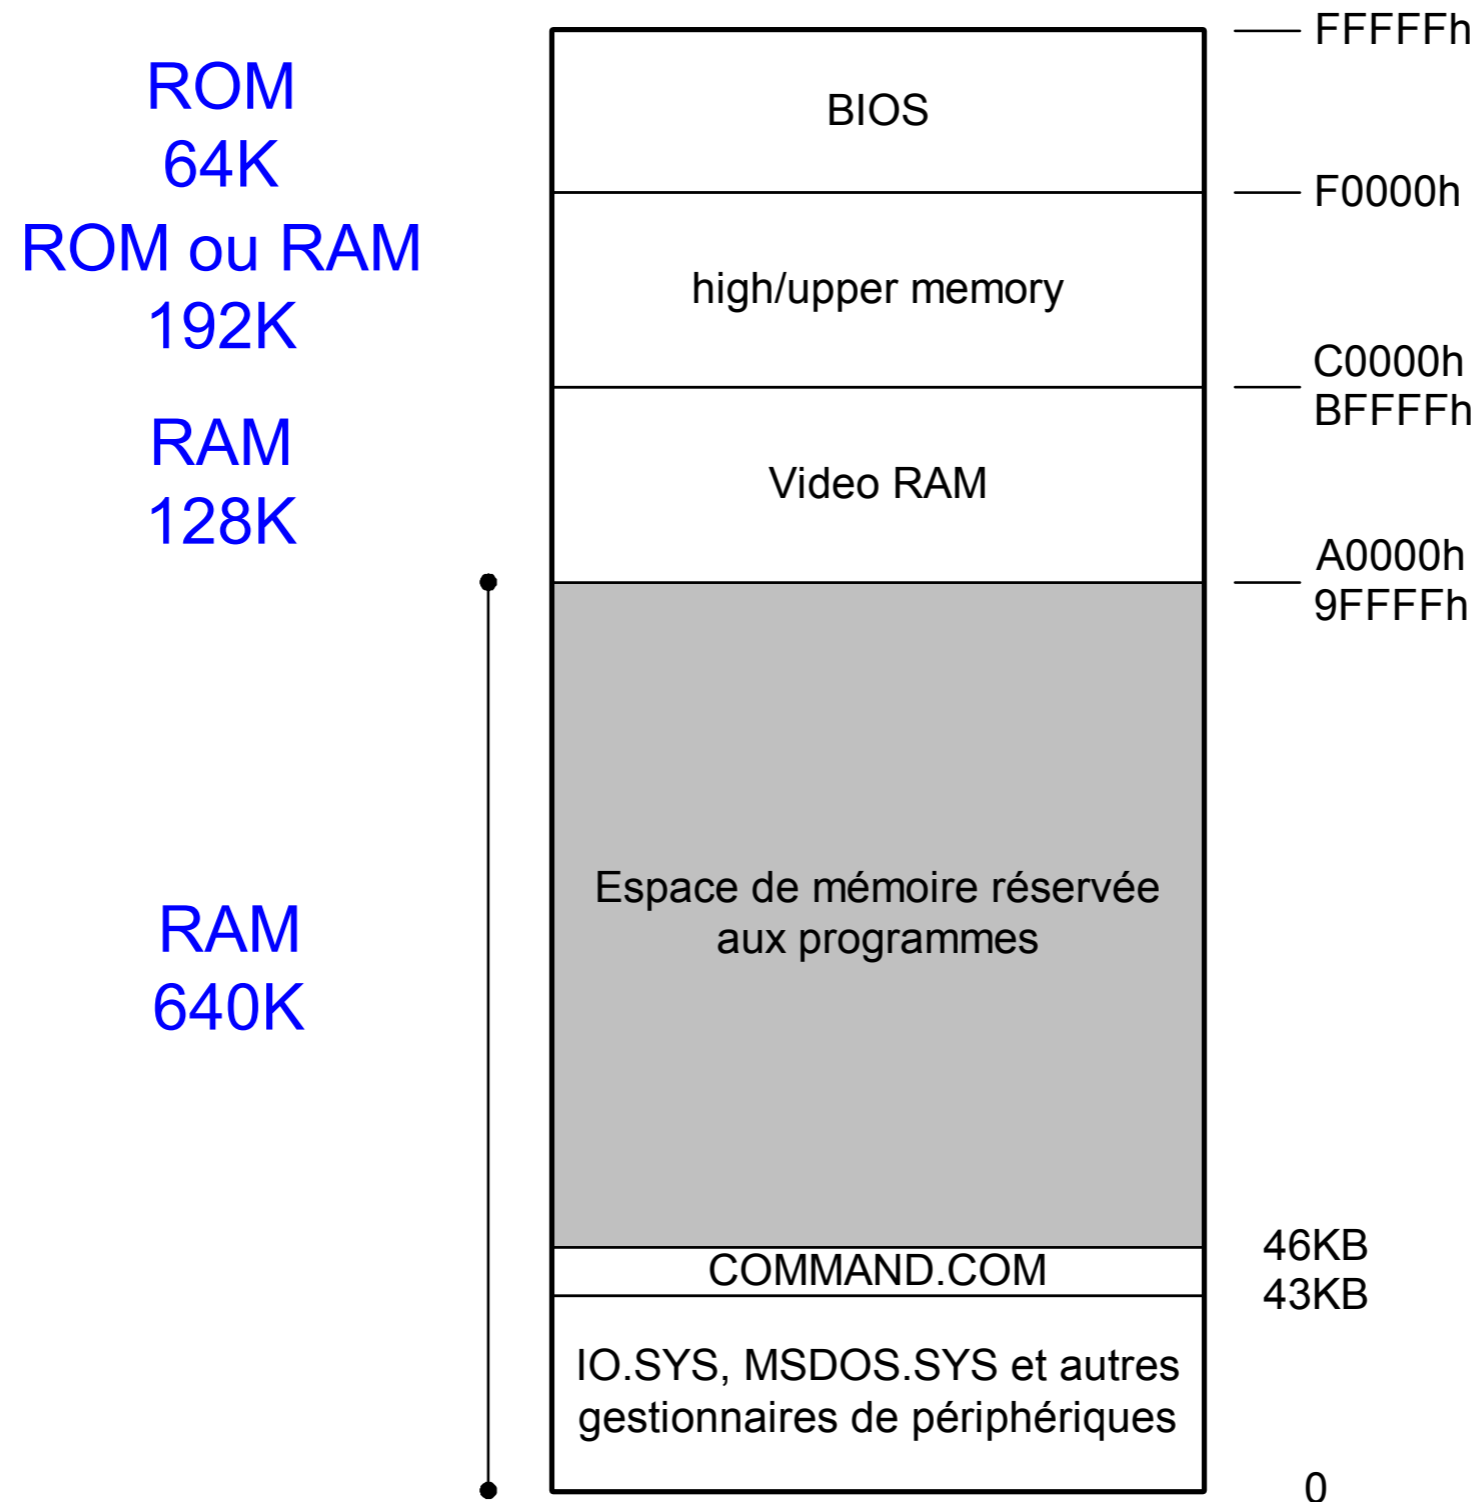 ROM
64K
ROM ou RAM
192K
RAM
128K
RAM
640K
BIOS
high/upper memory
Video RAM
Espace de mémoire réservée
aux programmes
COMMAND.COM
IO.SYS, MSDOS.SYS et autres
gestionnaires de périphériques
FFFFFh
F0000h
C0000h
BFFFFh
A0000h
9FFFFh
46KB
43KB
0